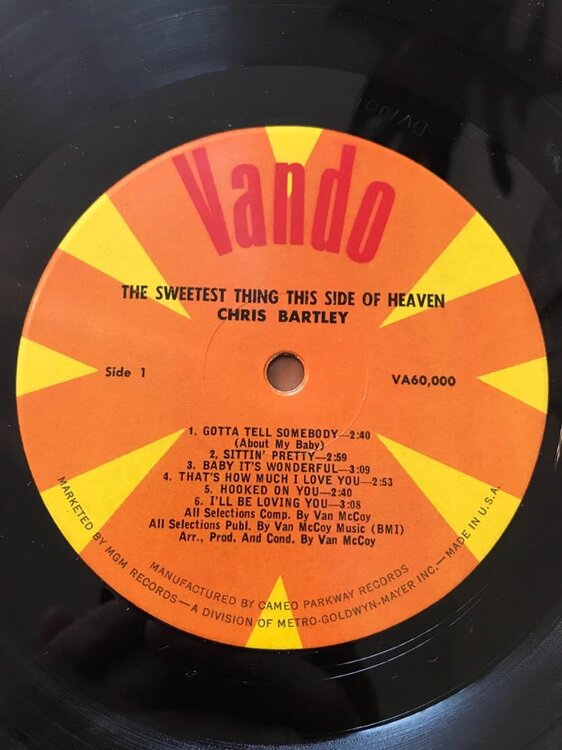 Vando
THE SWEETEST THING THIS SIDE OF HEAVEN
CHRIS BARTLEY
Side 1
VA60,000
1. GOTTA TELL SOMEBODY—2:40
(About My Baby)
2. SITTIN' PRETTY—2:59
3. BABY IT'S WONDERFUL—3:09
4. THAT'S HOW MUCH I LOVE YOU—2:53
5. HOOKED ON YOU—2:40
6. I'LL BE LOVING YOU—3:08
All Selections Comp. By Van McCoy
All Selections Publ. By Van McCoy Music (BMI)
Arr., Prod. And Cond. By Van McCoy
MANUFACTURED BY CAMEO PARKWAY RECORDS
MARKETED BY MGM RECORDS—A DIVISION OF METRO-GOLDWYN-MAYER INC.—MADE IN U.S.A.